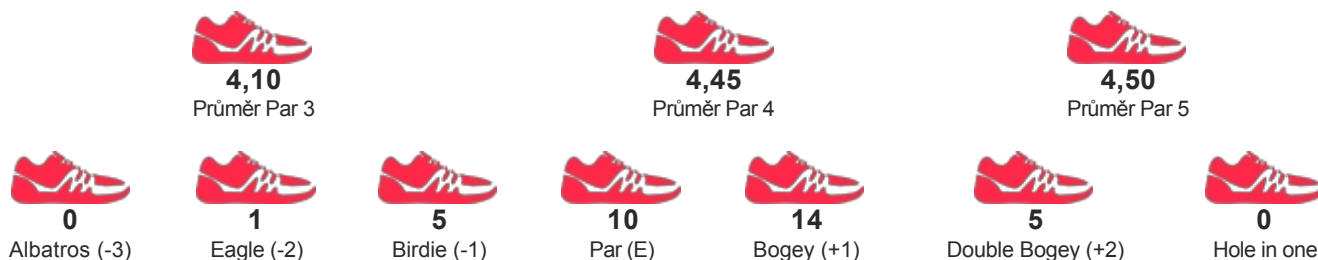 4,10 4,45 4,50
Průměr Par 3 Průměr Par 4 Průměr Par 5
0 1 5 10 14 5 0
Albatros (-3) Eagle (-2) Birdie (-1) Par (E) Bogey (+1) Double Bogey (+2) Hole in one